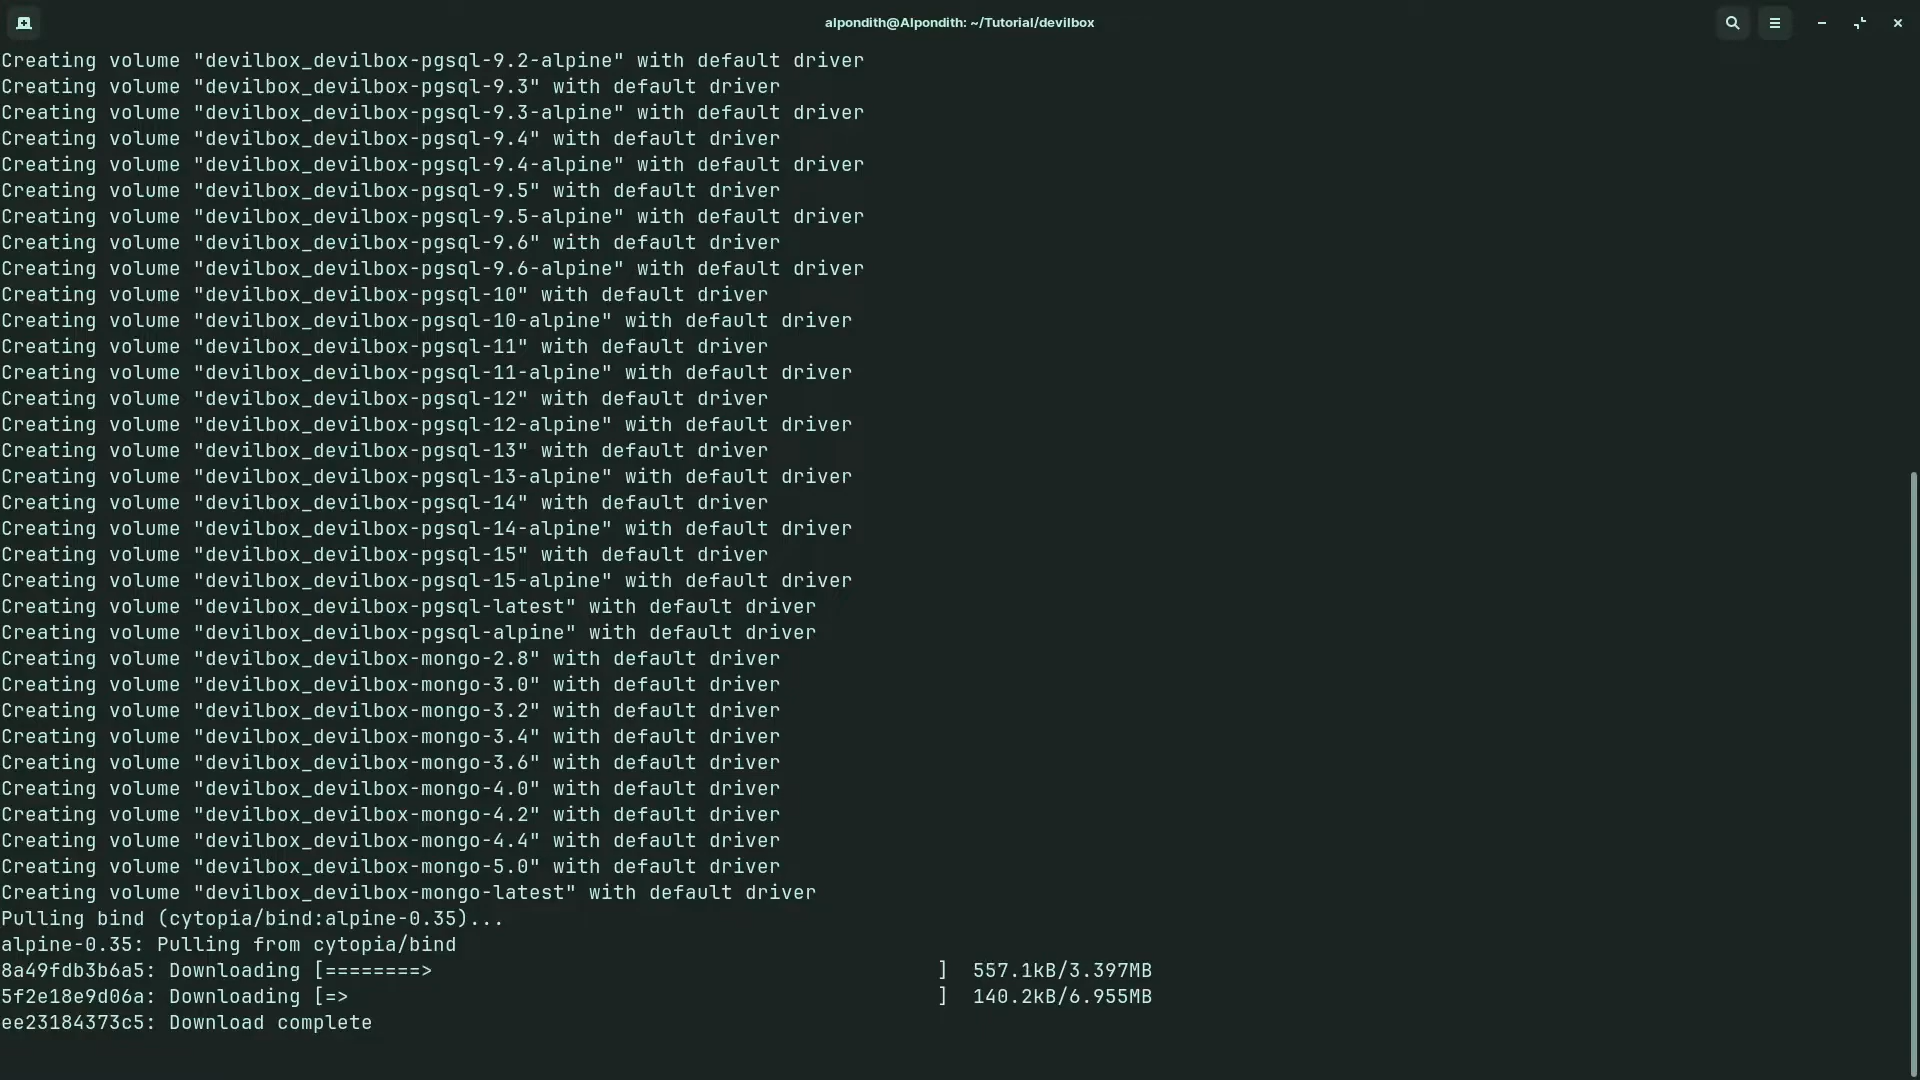 alpondith@Alpondith: ~/Tutorial/devilbox
Creating volume "devilbox_devilbox-pgsql-9.2-alpine" with default driver
Creating volume "devilbox_devilbox-pgsql-9.3" with default driver
Creating volume "devilbox_devilbox-pgsql-9.3-alpine" with default driver
Creating volume "devilbox_devilbox-pgsql-9.4" with default driver
Creating volume "devilbox_devilbox-pgsql-9.4-alpine" with default driver
Creating volume "devilbox_devilbox-pgsql-9.5" with default driver
Creating volume "devilbox_devilbox-pgsql-9.5-alpine" with default driver
Creating volume "devilbox_devilbox-pgsql-9.6" with default driver
Creating volume "devilbox_devilbox-pgsql-9.6-alpine" with default driver
Creating volume "devilbox_devilbox-pgsql-10" with default driver
Creating volume "devilbox_devilbox-pgsql-10-alpine" with default driver
Creating volume "devilbox_devilbox-pgsql-11" with default driver
Creating volume "devilbox_devilbox-pgsql-11-alpine" with default driver
Creating volume "devilbox_devilbox-pgsql-12" with default driver
Creating volume "devilbox_devilbox-pgsql-12-alpine" with default driver
Creating volume "devilbox_devilbox-pgsql-13" with default driver
Creating volume "devilbox_devilbox-pgsql-13-alpine" with default driver
Creating volume "devilbox_devilbox-pgsql-14" with default driver
Creating volume "devilbox_devilbox-pgsql-14-alpine" with default driver
Creating volume "devilbox_devilbox-pgsql-15" with default driver
Creating volume "devilbox_devilbox-pgsql-15-alpine" with default driver
Creating volume "devilbox_devilbox-pgsql-latest" with default driver
Creating volume "devilbox_devilbox-pgsql-alpine" with default driver
Creating volume "devilbox_devilbox-mongo-2.8" with default driver
Creating volume "devilbox_devilbox-mongo-3.0" with default driver
Creating volume "devilbox_devilbox-mongo-3.2" with default driver
Creating volume "devilbox_devilbox-mongo-3.4" with default driver
Creating volume "devilbox_devilbox-mongo-3.6" with default driver
Creating volume "devilbox_devilbox-mongo-4.0" with default driver
Creating volume "devilbox_devilbox-mongo-4.2" with default driver
Creating volume "devilbox_devilbox-mongo-4.4" with default driver
Creating volume "devilbox_devilbox-mongo-5.0" with default driver
Creating volume "devilbox_devilbox-mongo-latest" with default driver
Pulling bind (cytopia/bind:alpine-0.35)...
alpine-0.35: Pulling from cytopia/bind
8a49fdb3b6a5: Downloading [========>                                          ]  557.1kB/3.397MB
5f2e18e9d06a: Downloading [=>                                                 ]  140.2kB/6.955MB
ee23184373c5: Download complete